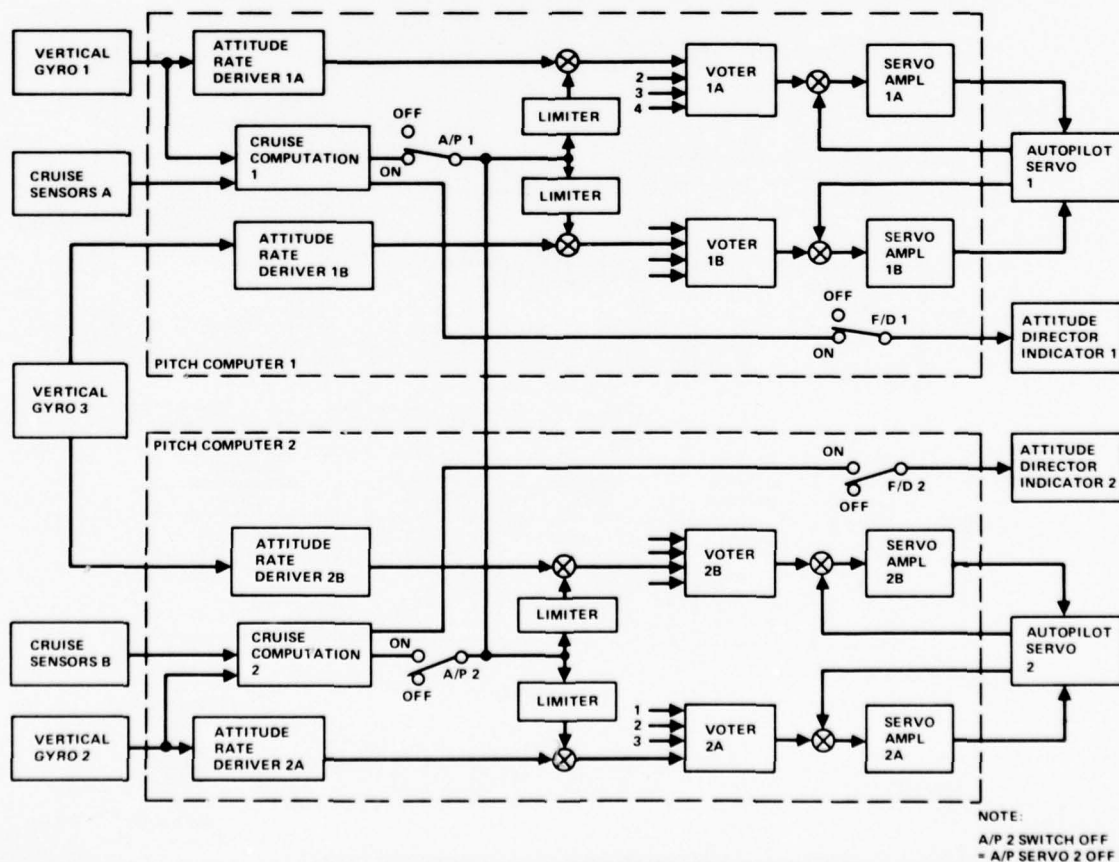 VERTICAL
GYRO 1
ATTITUDE
RATE
DERIVER 1A
2
3
4
VOTER
1A
SERVO
AMPL
1A
LIMITER
OFF
A/P 1
ON
CRUISE
COMPUTATION
1
CRUISE
SENSORS A
AUTOPILOT
SERVO
1
LIMITER
ATTITUDE
RATE
DERIVER 1B
VOTER
1B
SERVO
AMPL
1B
OFF
F/D 1
ON
ATTITUDE
DIRECTOR
INDICATOR 1
PITCH COMPUTER 1
VERTICAL
GYRO 3
PITCH COMPUTER 2
ON
F/D 2
OFF
ATTITUDE
DIRECTOR
INDICATOR 2
ATTITUDE
RATE
DERIVER 2B
VOTER
2B
SERVO
AMPL
2B
LIMITER
CRUISE
SENSORS B
CRUISE
COMPUTATION
2
ON
A/P 2
OFF
AUTOPILOT
SERVO
2
LIMITER
1
2
3
VOTER
2A
SERVO
AMPL
2A
VERTICAL
GYRO 2
ATTITUDE
RATE
DERIVER 2A
NOTE:
A/P 2 SWITCH OFF
= A/P SERVO 2 OFF